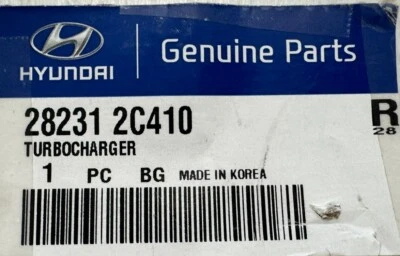 Genuine Parts
HYUNDAI
28231 2C410
R
28
TURBOCHARGER
1 PC BG MADE IN KOREA